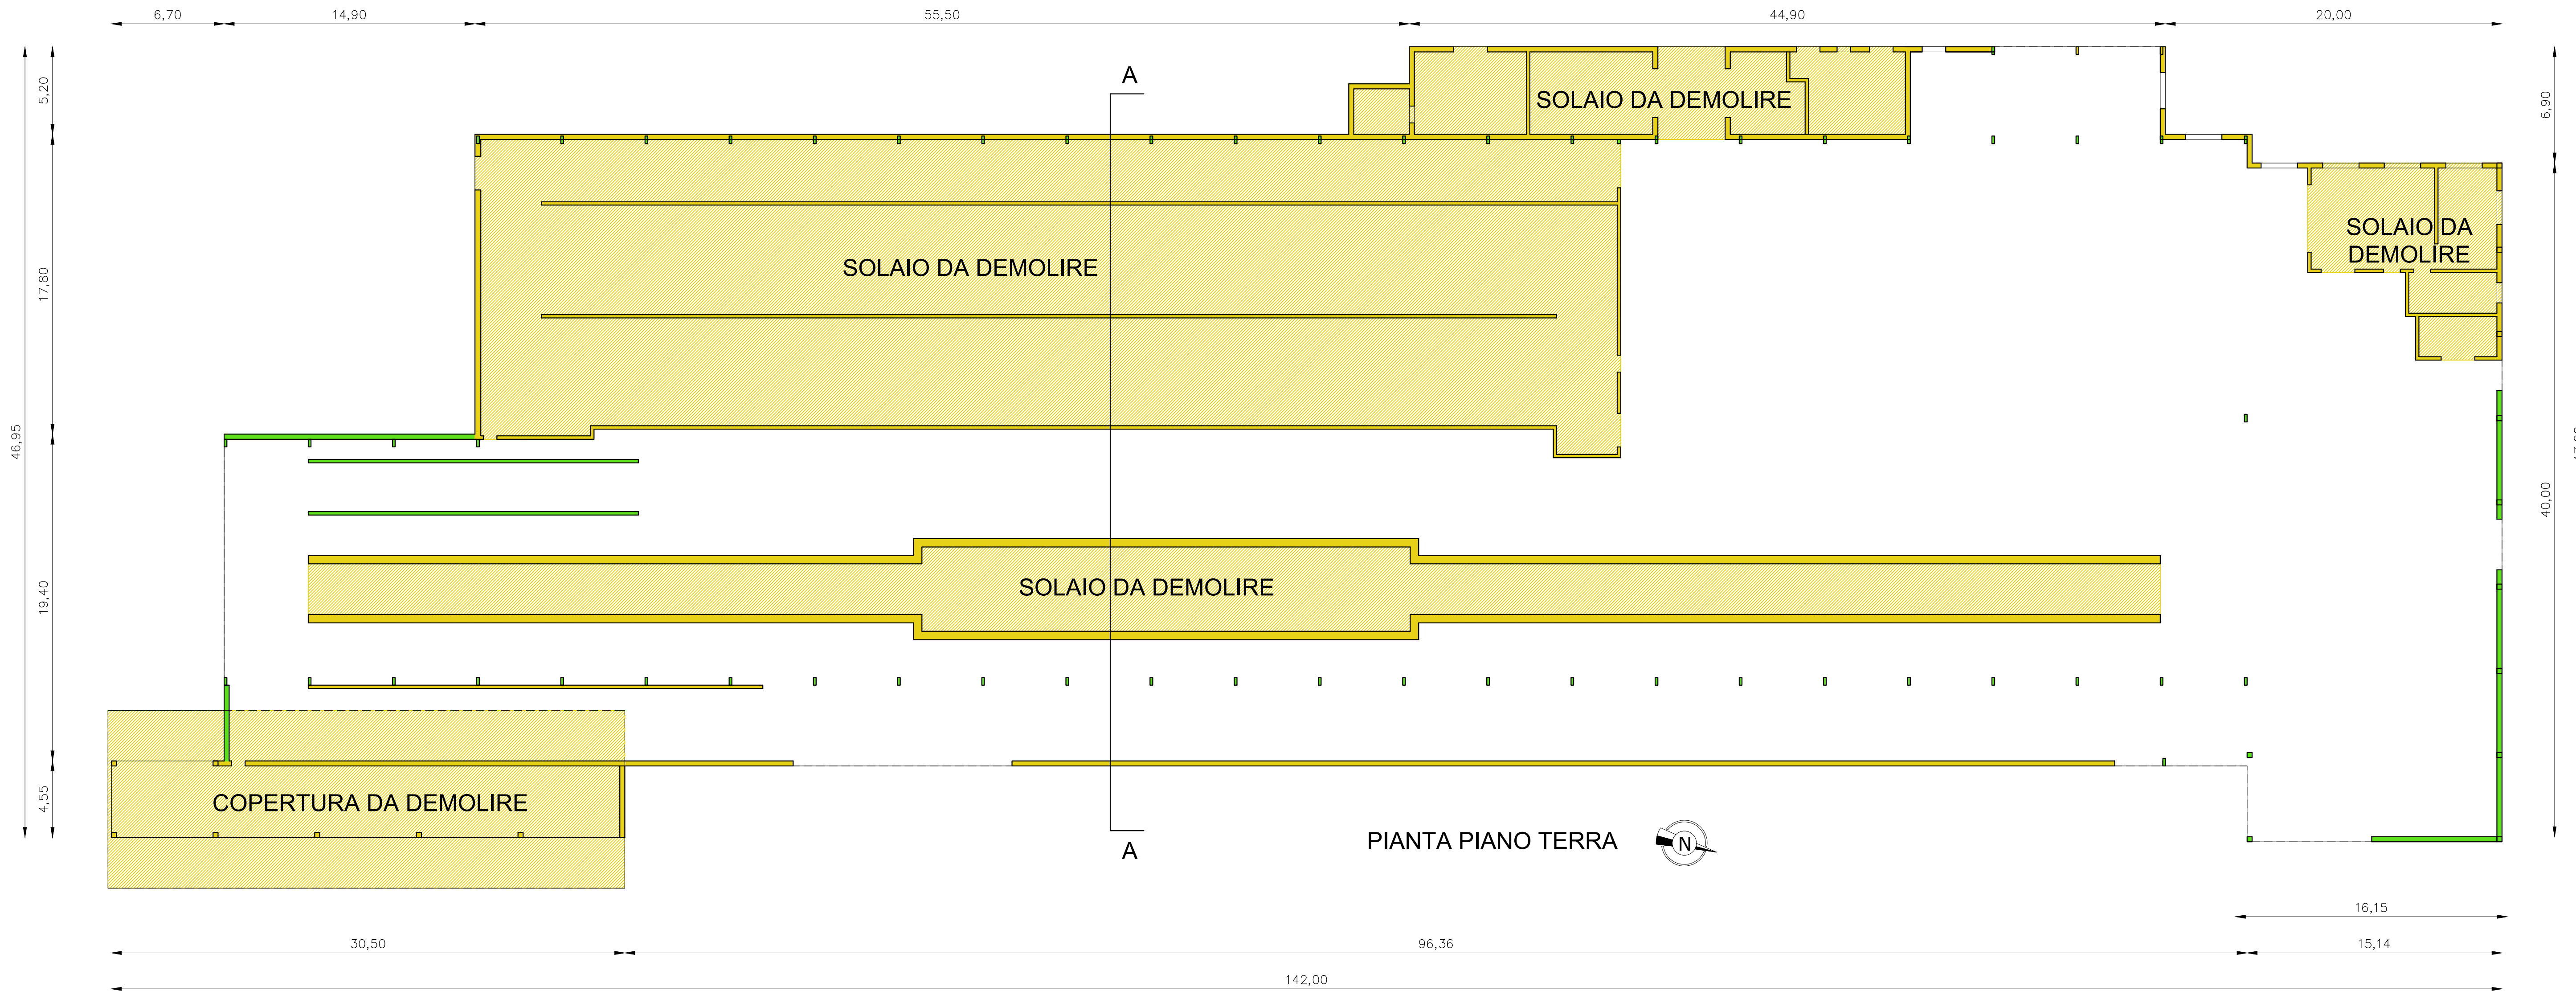 6,70
14,90
55,50
44,90
20,00
5,20
17,80
46,95
19,40
4,55
6,90
40,00
A
SOLAIO DA DEMOLIRE
SOLAIO DA
DEMOLIRE
SOLAIO DA DEMOLIRE
SOLAIO DA DEMOLIRE
COPERTURA DA DEMOLIRE
PIANTA PIANO TERRA
N
A
16,15
30,50
96,36
15,14
142,00